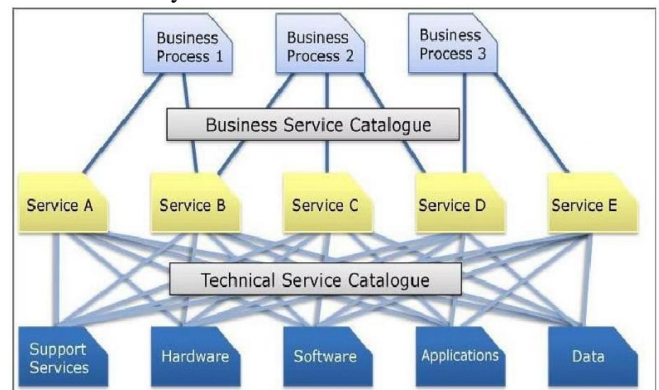 Business Process 1
Business Process 2
Business Process 3
Business Service Catalogue
Service A
Service B
Service C
Service D
Service E
Technical Service Catalogue
Support Services
Hardware
Software
Applications
Data